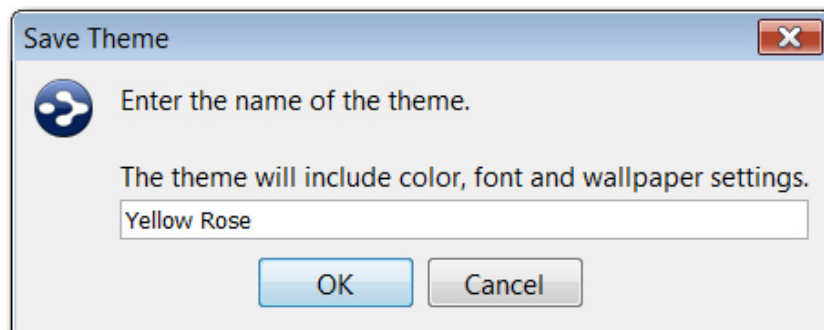 Save Theme
Enter the name of the theme.
The theme will include color, font and wallpaper settings.
Yellow Rose
OK Cancel